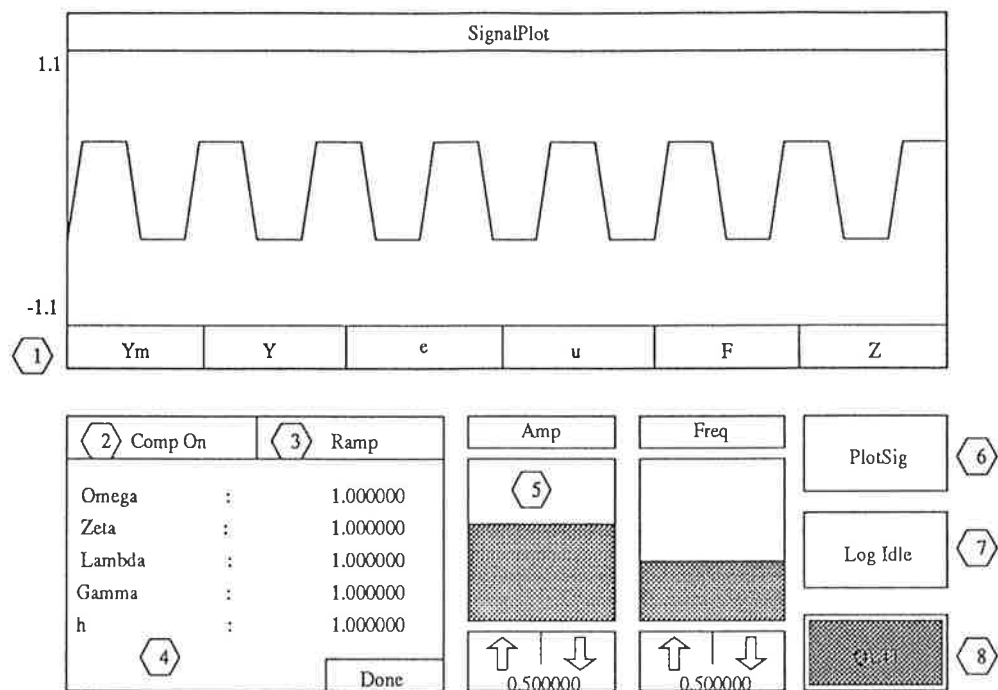 SignalPlot
1.1
-1.1
1 Ym Y e u F Z
2 Comp On 3 Ramp
Omega : 1.000000
Zeta : 1.000000
Lambda : 1.000000
Gamma : 1.000000
h : 1.000000
4
Done
Amp
5
0.500000
Freq
0.500000
PlotSig 6
Log Idle 7
8